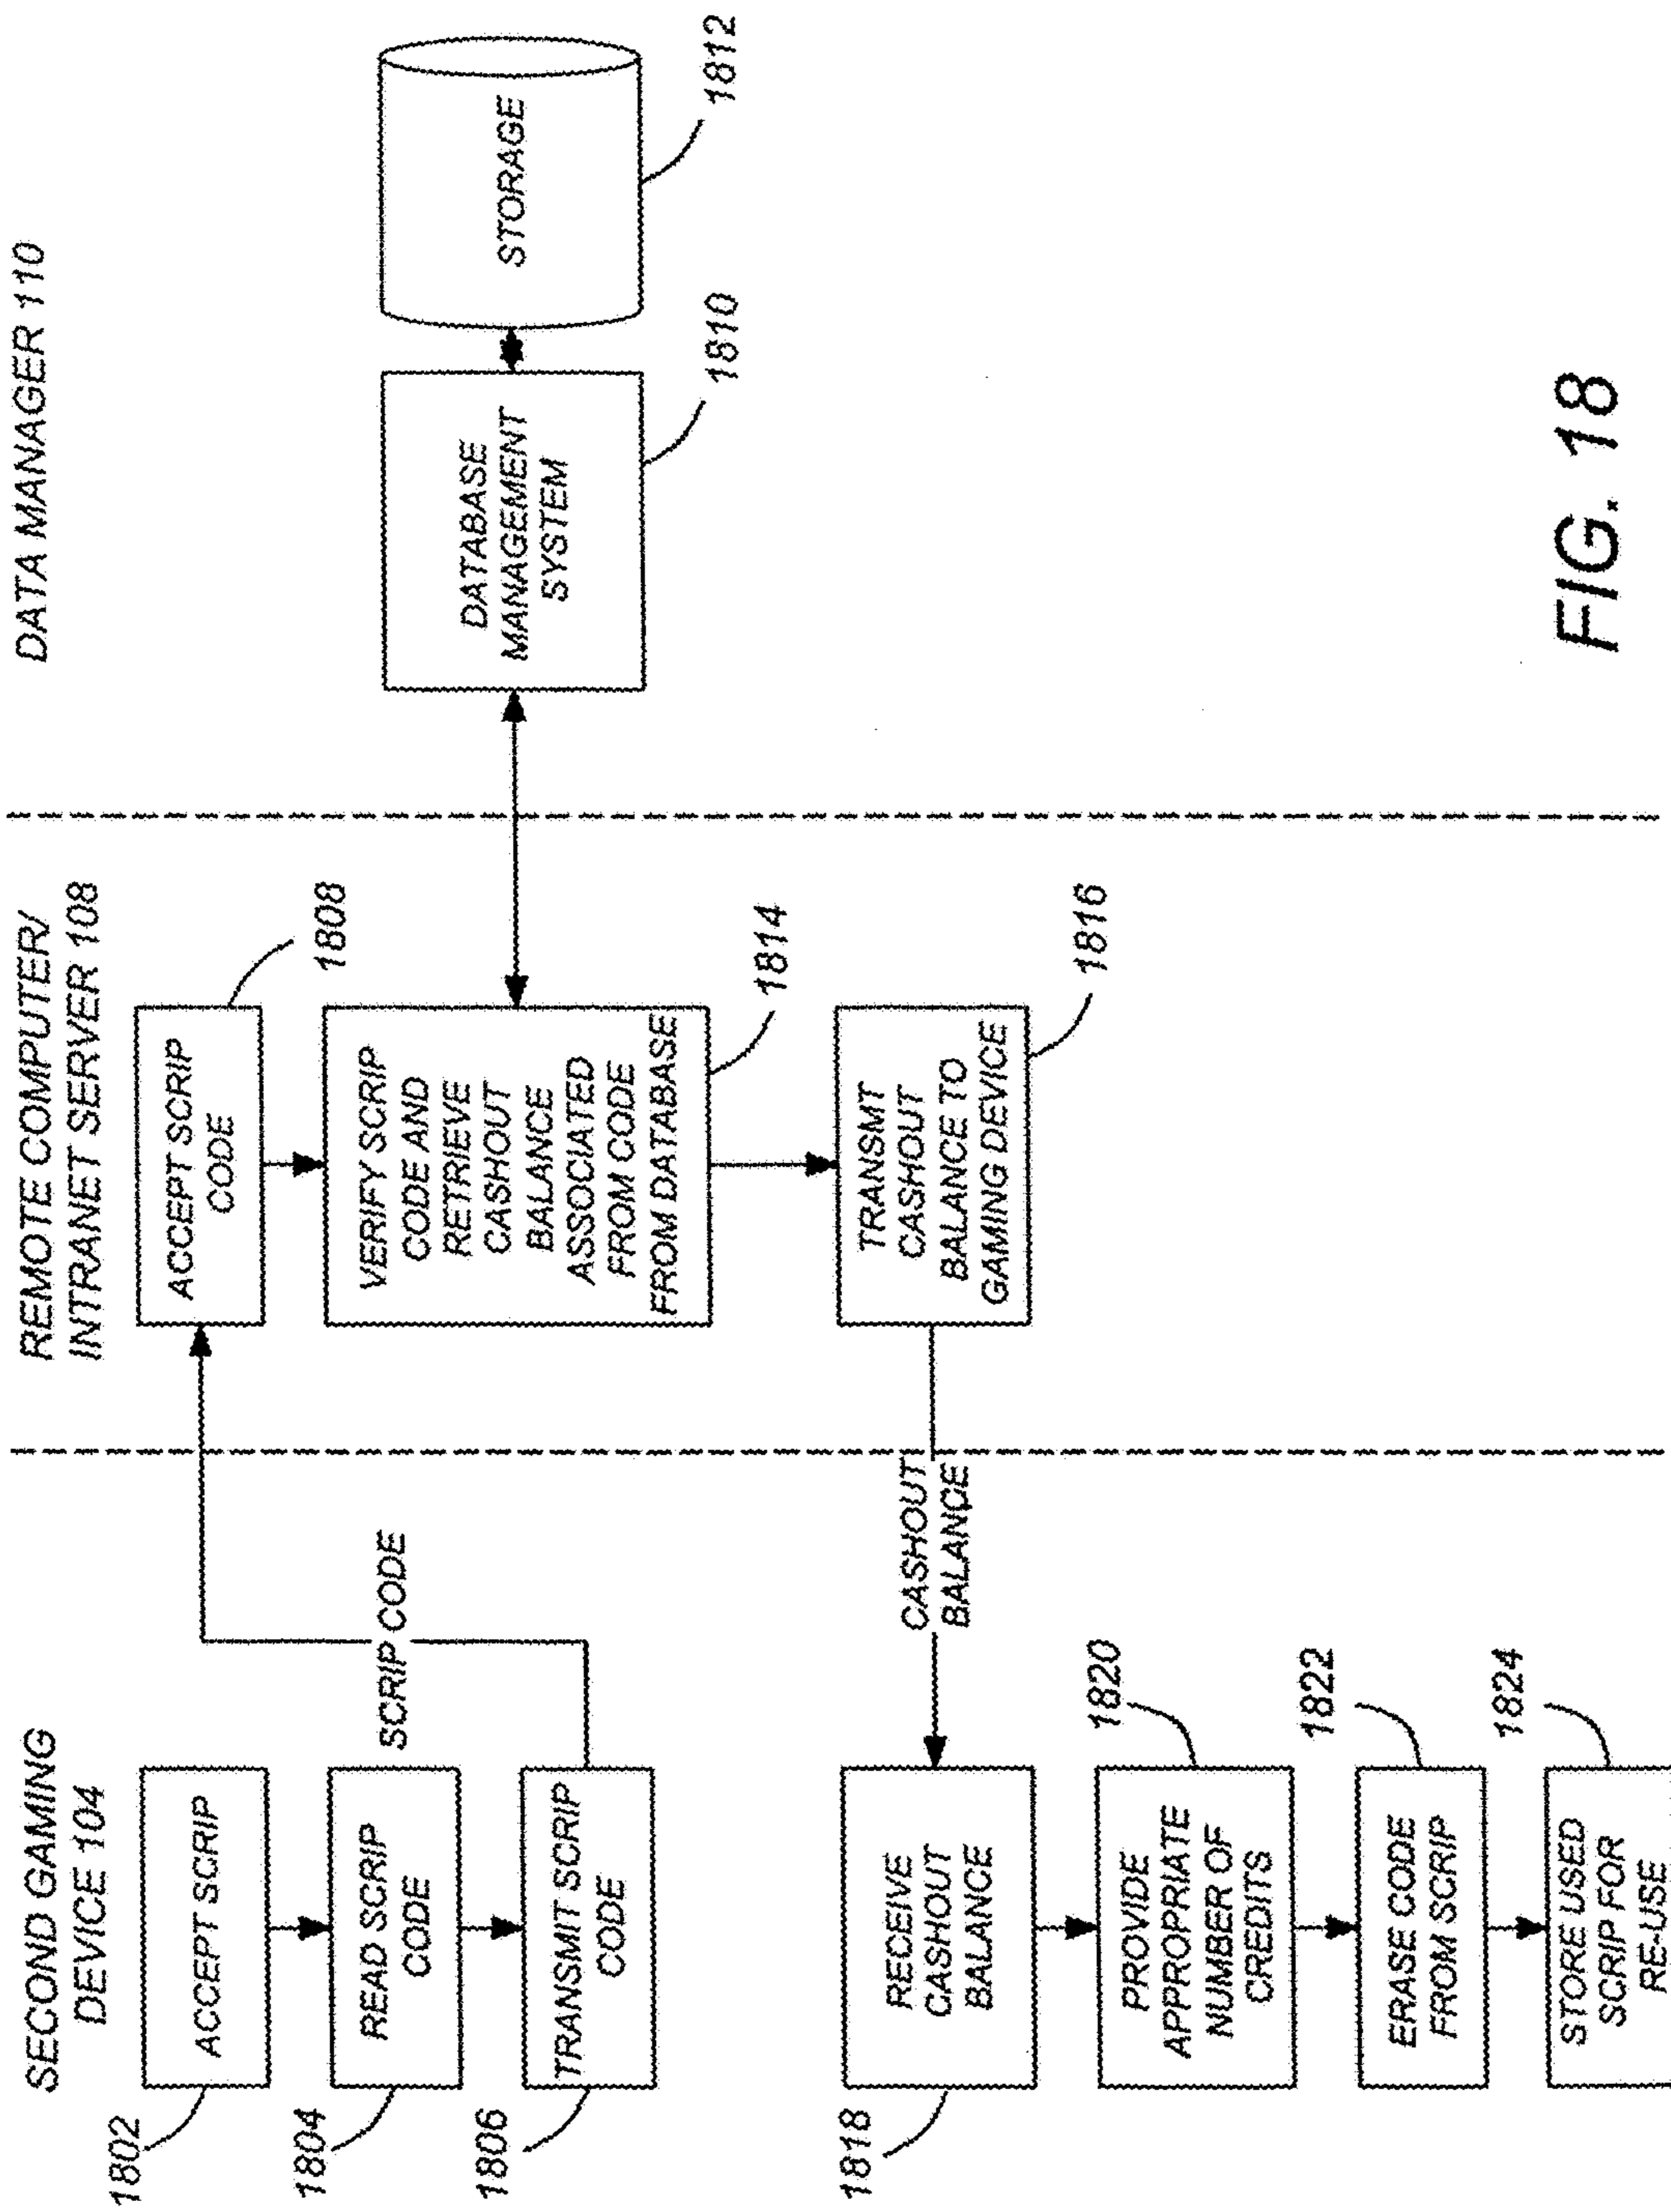 SECOND GAMING
DEVICE 104
1802
ACCEPT SCRIP
1804
READ SCRIP
CODE
1806
TRANSMIT SCRIP
CODE
SCRIP CODE
1818
RECEIVE
CASHOUT
BALANCE
CASHOUT
BALANCE
1820
PROVIDE
APPROPRIATE
NUMBER OF
CREDITS
1822
ERASE CODE
FROM SCRIP
1824
STORE USED
SCRIP FOR
RE-USE
REMOTE COMPUTER/
INTRANET SERVER 108
ACCEPT SCRIP
CODE
1808
VERIFY SCRIP
CODE AND
RETRIEVE
CASHOUT
BALANCE
ASSOCIATED
FROM CODE
FROM DATABASE
1814
TRANSMT
CASHOUT
BALANCE TO
GAMING DEVICE
1816
DATA MANAGER 110
DATABASE
MANAGEMENT
SYSTEM
1810
STORAGE
1812
FIG. 18